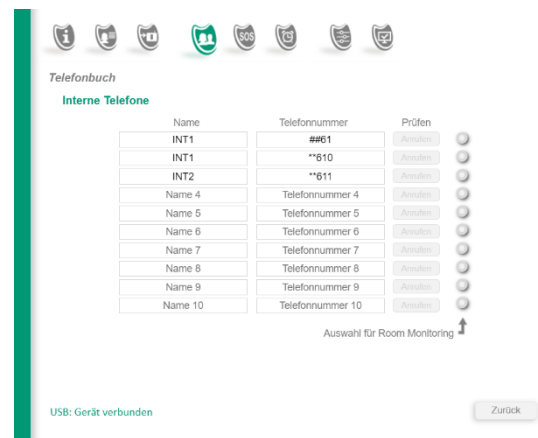 SOS
Telefonbuch
Interne Telefone
Name Telefonnummer Prüfen
INT1 ##61 Anrufen
INT1 **610 Anrufen
INT2 **611 Anrufen
Name 4 Telefonnummer 4 Anrufen
Name 5 Telefonnummer 5 Anrufen
Name 6 Telefonnummer 6 Anrufen
Name 7 Telefonnummer 7 Anrufen
Name 8 Telefonnummer 8 Anrufen
Name 9 Telefonnummer 9 Anrufen
Name 10 Telefonnummer 10 Anrufen
Auswahl für Room Monitoring
USB: Gerät verbunden Zurück